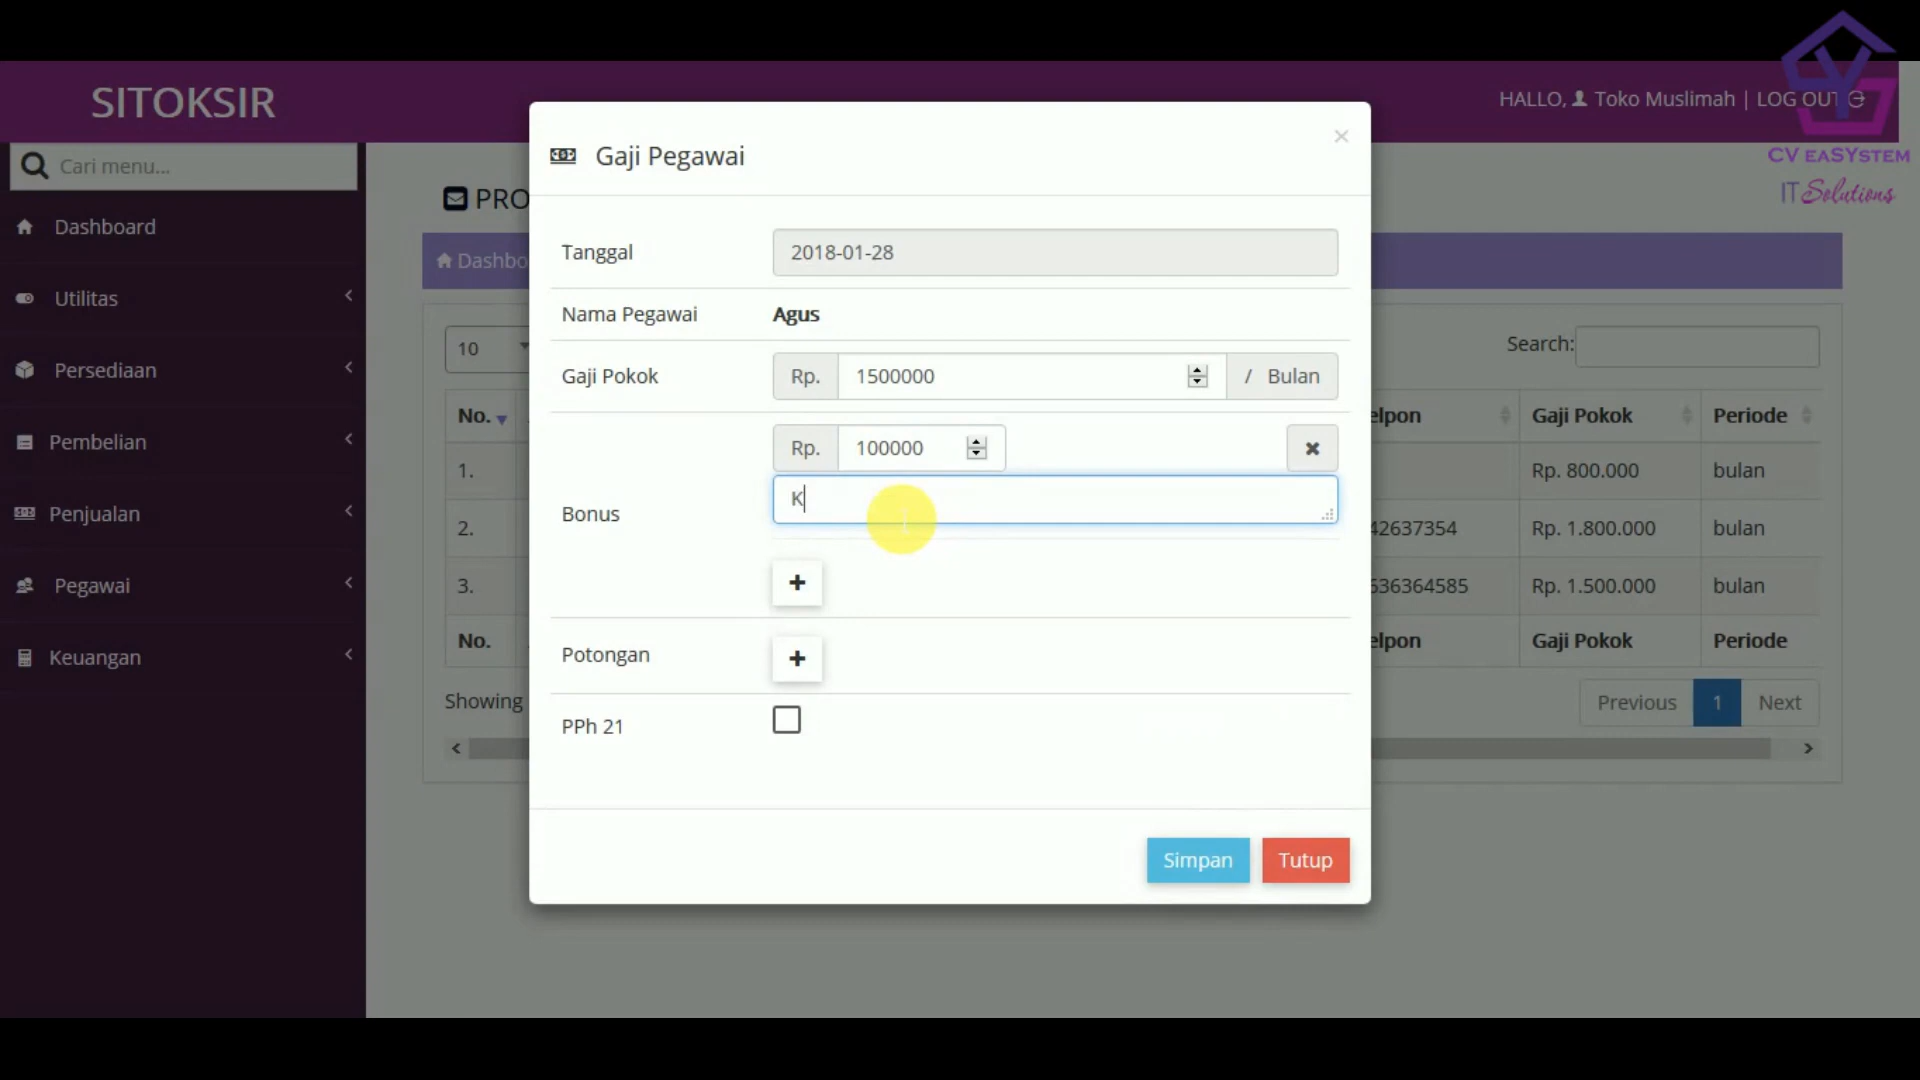 SITOKSIR
HALLO, Toko Muslimah | LOG OUT
CV EASYSTEM
IT Solutions
Cari menu...
Dashboard
Utilitas
Persediaan
Pembelian
Penjualan
Pegawai
Keuangan
PRO
Dashbo
10
Search:
No. elpon Gaji Pokok Periode
1. Rp. 800.000 bulan
2. 42637354 Rp. 1.800.000 bulan
3. 636364585 Rp. 1.500.000 bulan
No. elpon Gaji Pokok Periode
Showing
Previous 1 Next
Gaji Pegawai
×
Tanggal 2018-01-28
Nama Pegawai Agus
Gaji Pokok Rp. 1500000 / Bulan
Bonus Rp. 100000
K
+
Potongan +
PPh 21
Simpan Tutup